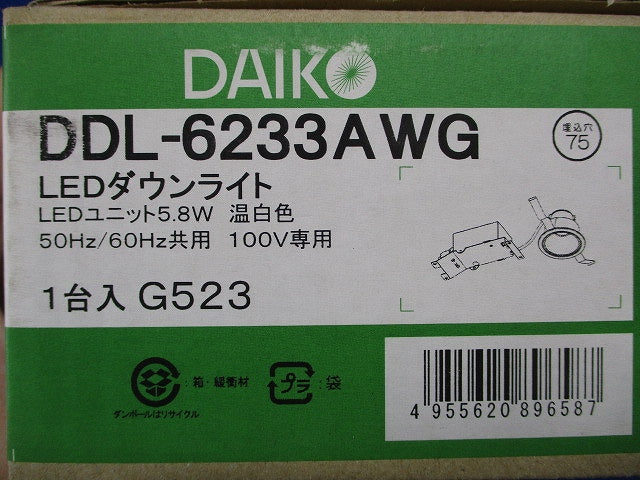 DAIKO
DDL-6233AWG
埋込穴
75
LEDダウンライト
LEDユニット5.8W 温白色
50Hz/60Hz共用 100V専用
1台入 G523
:箱・緩衝材
プラ
:袋
ダンボールはリサイクル
4 955620 896587